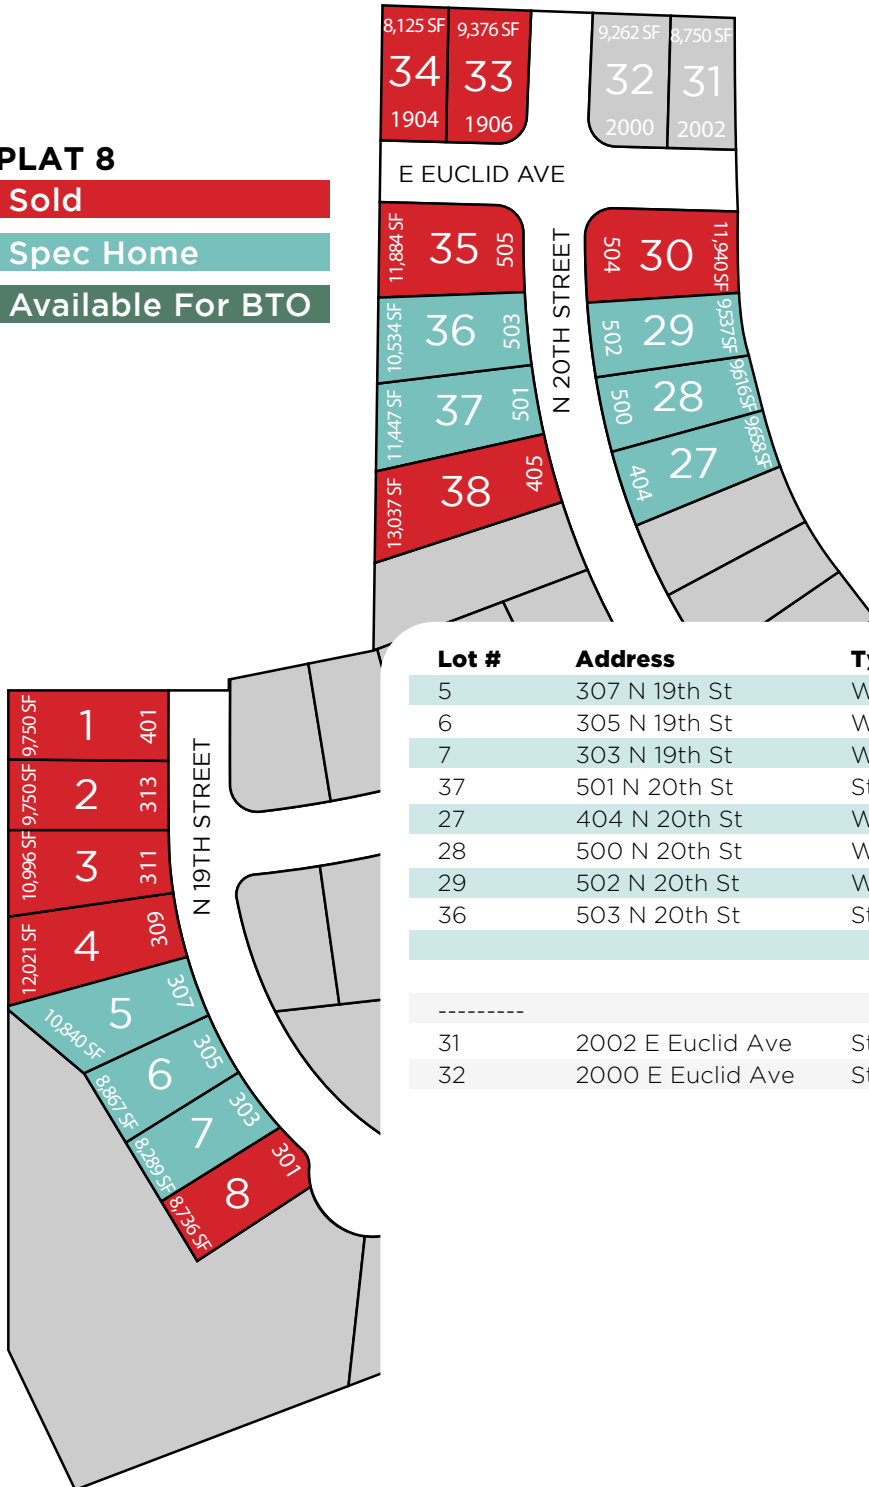 8,125 SF 9,376 SF 9,262 SF 8,750 SF
34 33 32 31
1904 1906 2000 2002
PLAT 8
Sold
Spec Home
Available For BTO
E EUCLID AVE
N 20TH STREET
11,884 SF 35 505
10,534 SF 36 503
11,447 SF 37 501
13,037 SF 38 405
504 30 11,940 SF
502 29 9,537 SF
500 28 9,616 SF
404 27 9,658 SF
N 19TH STREET
9,750 SF 1 401
9,750 SF 2 313
10,996 SF 3 311
12,021 SF 4 309
10,840 SF 5 307
8,867 SF 6 305
8,289 SF 7 303
8,736 SF 8 301
Lot # Address
5 307 N 19th St
6 305 N 19th St
7 303 N 19th St
37 501 N 20th St
27 404 N 20th St
28 500 N 20th St
29 502 N 20th St
36 503 N 20th St
---------
31 2002 E Euclid Ave
32 2000 E Euclid Ave